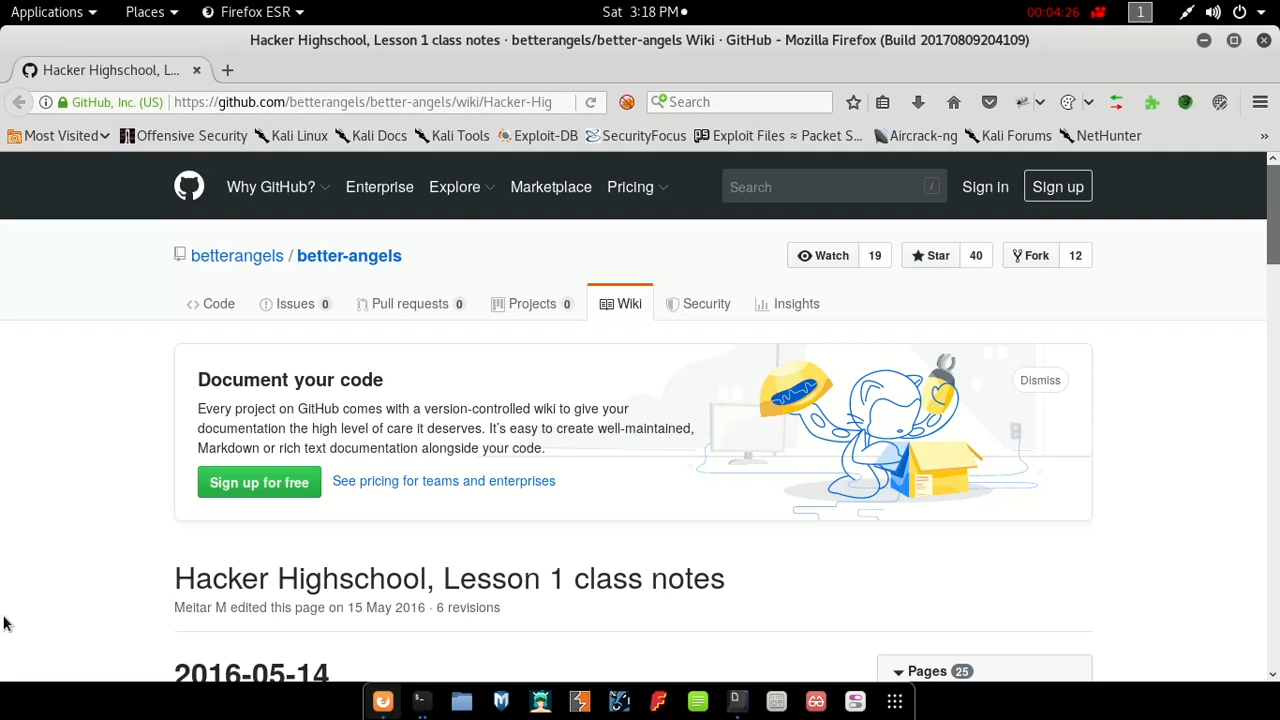 Applications Places Firefox ESR Sat 3:18 PM 00:04:26 1
Hacker Highschool, Lesson 1 class notes · betterangels/better-angels Wiki · GitHub - Mozilla Firefox (Build 20170809204109)
Hacker Highschool, L...
GitHub, Inc. (US) https://github.com/betterangels/better-angels/wiki/Hacker-Hig Search
Most Visited Offensive Security Kali Linux Kali Docs Kali Tools Exploit-DB SecurityFocus Exploit Files ≈ Packet S... Aircrack-ng Kali Forums NetHunter »
Why GitHub? Enterprise Explore Marketplace Pricing Search / Sign in Sign up
betterangels / better-angels Watch 19 Star 40 Fork 12
Code Issues 0 Pull requests 0 Projects 0 Wiki Security Insights
Document your code Dismiss
Every project on GitHub comes with a version-controlled wiki to give your
documentation the high level of care it deserves. It's easy to create well-maintained,
Markdown or rich text documentation alongside your code.
Sign up for free See pricing for teams and enterprises
Hacker Highschool, Lesson 1 class notes
Meitar M edited this page on 15 May 2016 · 6 revisions
2016-05-14 Pages 25